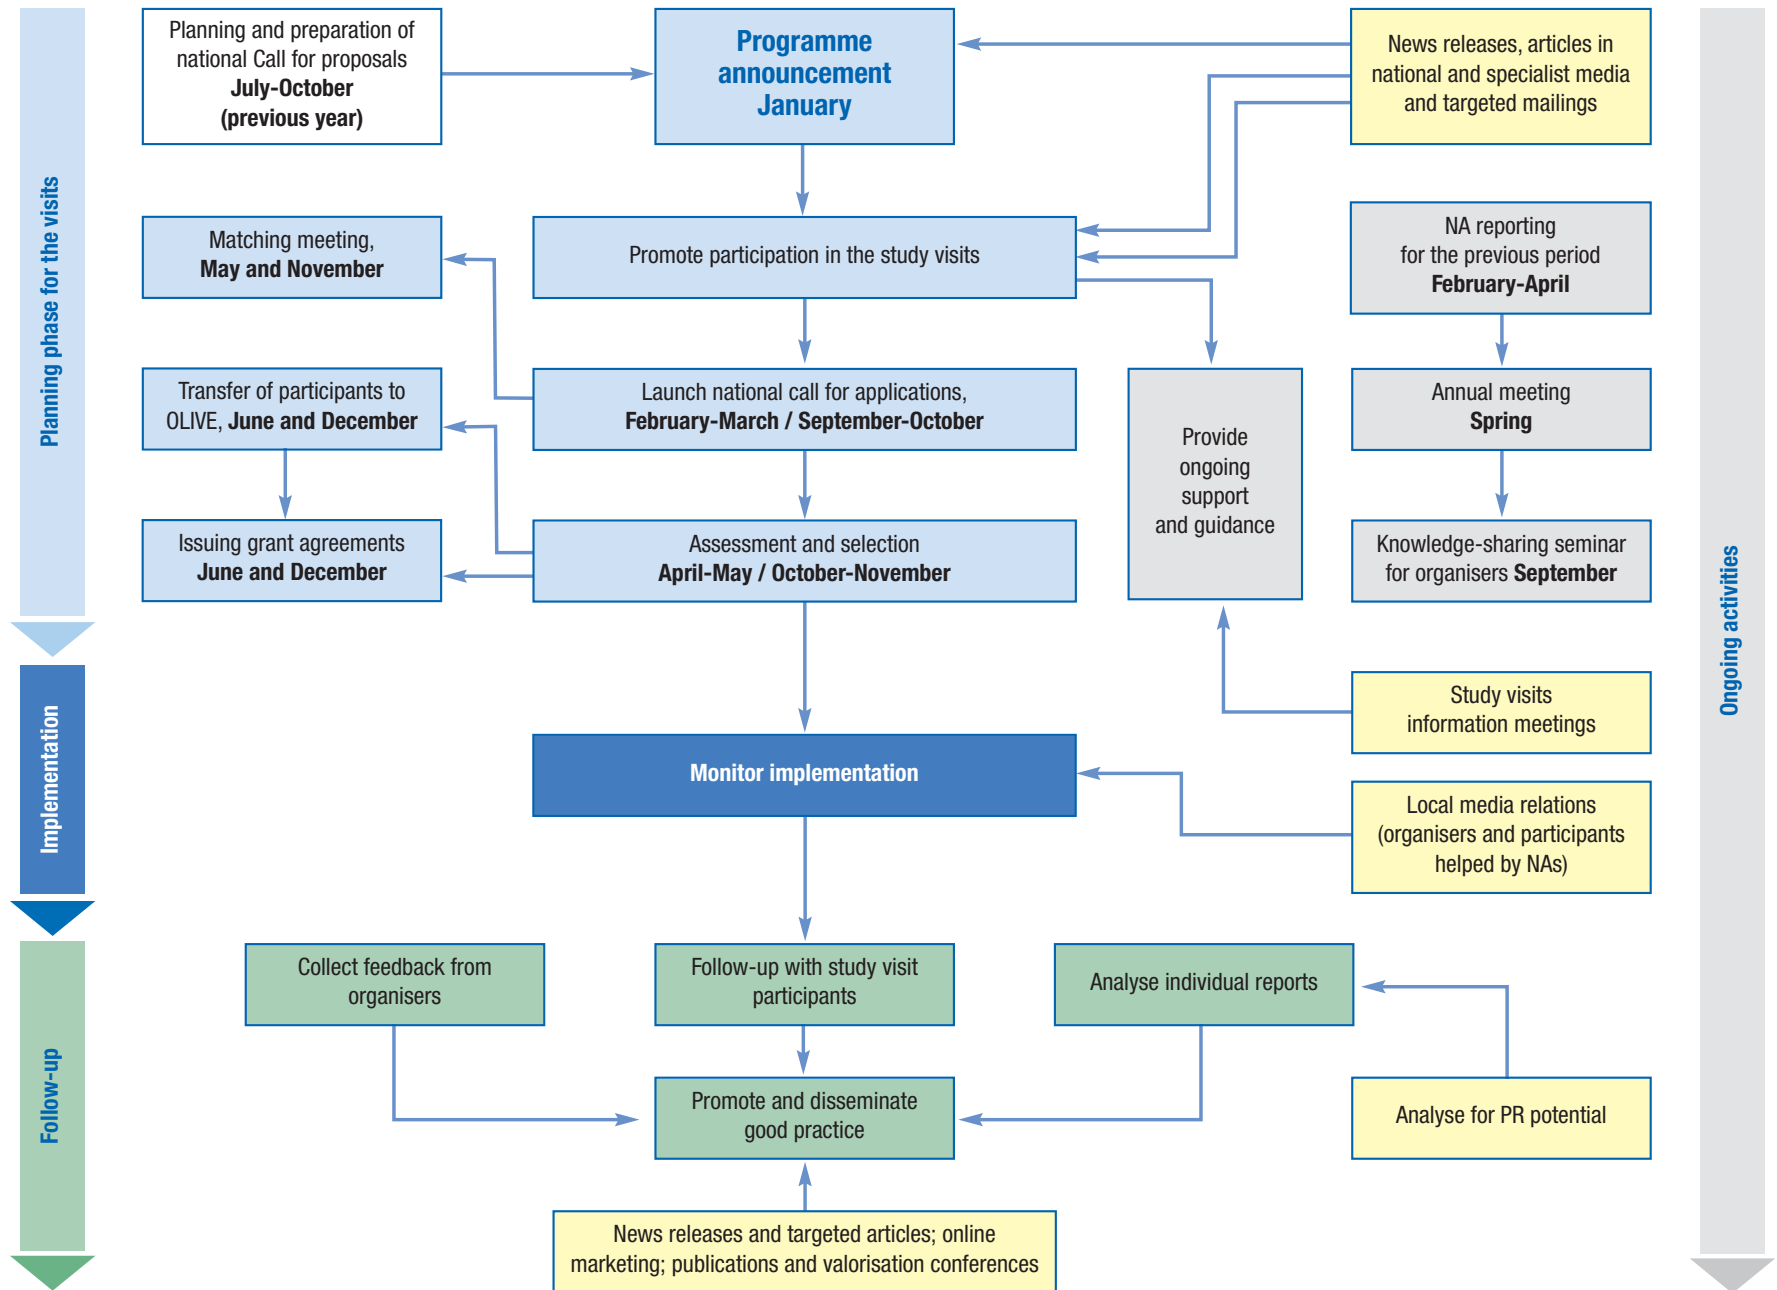 Planning and preparation of
national Call for proposals
July-October
(previous year)
Programme
announcement
January
News releases, articles in
national and specialist media
and targeted mailings
Planning phase for the visits
Matching meeting,
May and November
Promote participation in the study visits
NA reporting
for the previous period
February-April
Transfer of participants to
OLIVE, June and December
Launch national call for applications,
February-March / September-October
Provide
ongoing
support
and guidance
Annual meeting
Spring
Issuing grant agreements
June and December
Assessment and selection
April-May / October-November
Knowledge-sharing seminar
for organisers September
Ongoing activities
Implementation
Study visits
information meetings
Monitor implementation
Local media relations
(organisers and participants
helped by NAs)
Follow-up
Collect feedback from
organisers
Follow-up with study visit
participants
Analyse individual reports
Promote and disseminate
good practice
Analyse for PR potential
News releases and targeted articles; online
marketing; publications and valorisation conferences